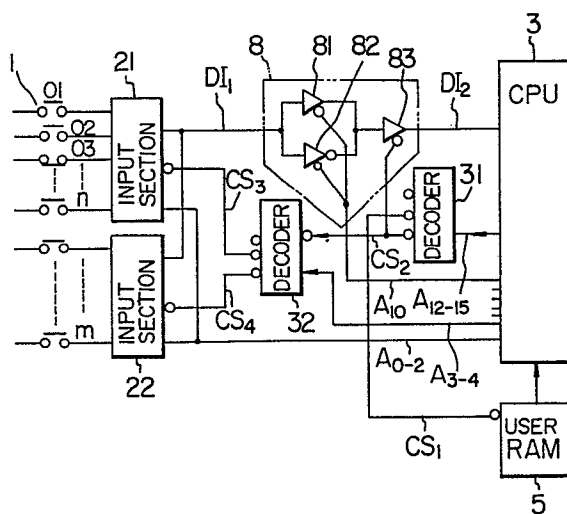 82
81
8
83
3
21
1
01
02
03
n
INPUT SECTION
DI1
DI2
CPU
31
DECODER
CS3
CS2
DECODER
32
CS4
A10
A12-15
m
INPUT SECTION
22
A0-2
A3-4
CS1
USER RAM
5